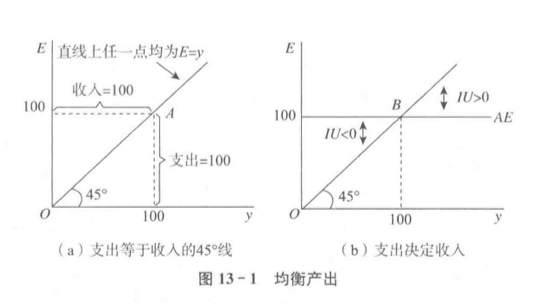 E
直线上任一点均为E=y
收入=100
100
A
支出=100
45°
O
100
y
(a) 支出等于收入的45°线
E
IU>0
B
100
AE
IU<0
45°
O
100
y
(b) 支出决定收入
图 13-1 均衡产出